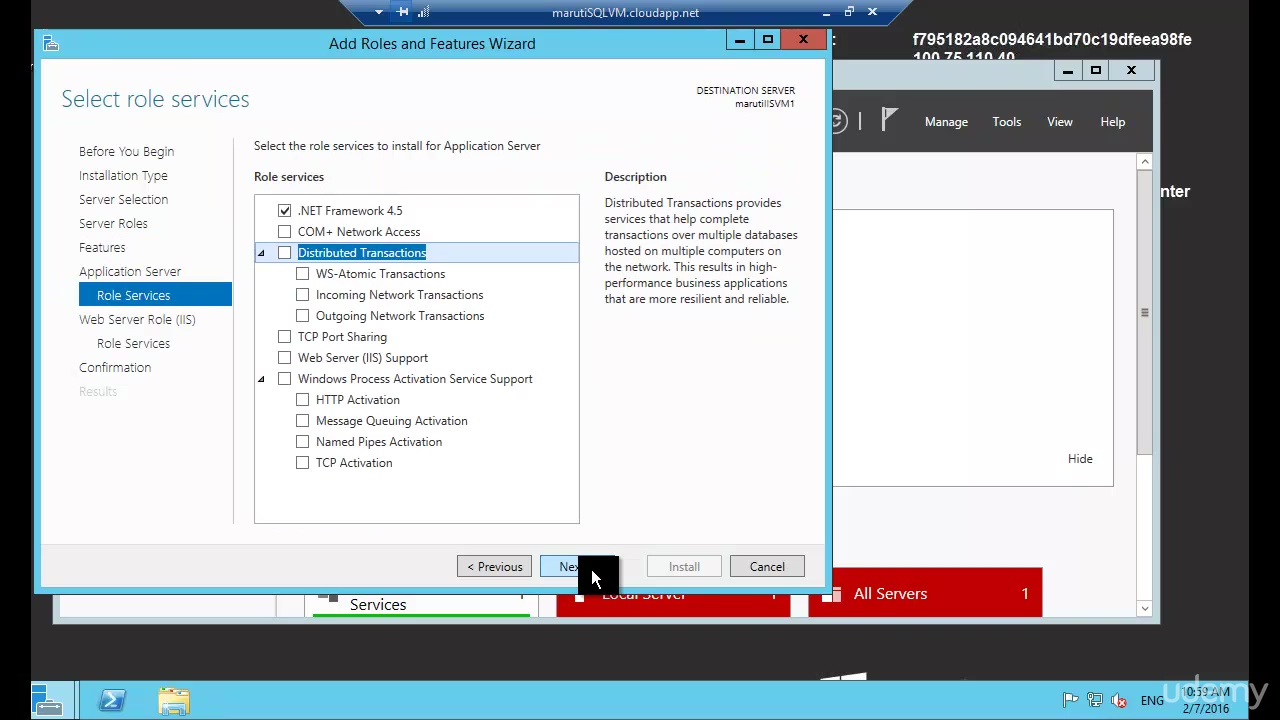 marutiSQLVM.cloudapp.net
Add Roles and Features Wizard
f795182a8c094641bd70c19dfeea98fe
100.75.110.40
Select role services
DESTINATION SERVER
marutiIISVM1
Manage
Tools
View
Help
Before You Begin
Installation Type
Server Selection
Server Roles
Features
Application Server
Role Services
Web Server Role (IIS)
Role Services
Confirmation
Results
Select the role services to install for Application Server
Role services
.NET Framework 4.5
COM+ Network Access
Distributed Transactions
WS-Atomic Transactions
Incoming Network Transactions
Outgoing Network Transactions
TCP Port Sharing
Web Server (IIS) Support
Windows Process Activation Service Support
HTTP Activation
Message Queuing Activation
Named Pipes Activation
TCP Activation
Description
Distributed Transactions provides
services that help complete
transactions over multiple databases
hosted on multiple computers on
the network. This results in high-
performance business applications
that are more resilient and reliable.
nter
Hide
< Previous
Nex
Install
Cancel
Services
1
Local Server
1
All Servers
1
ENG
10:59 AM
2/7/2016
udemy